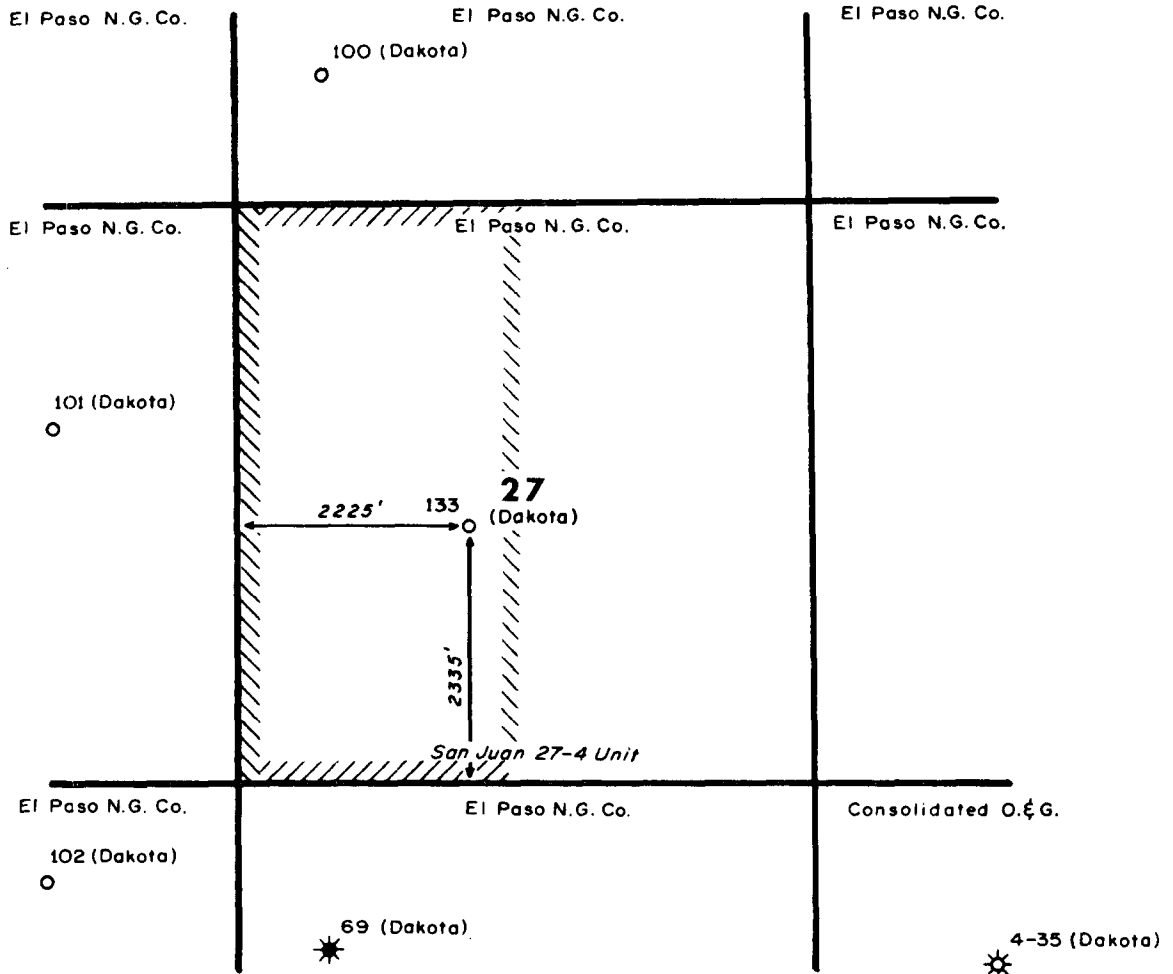 El Paso N.G. Co.
El Paso N.G. Co.
El Paso N.G. Co.
100 (Dakota)
El Paso N.G. Co.
El Paso N.G. Co.
El Paso N.G. Co.
101 (Dakota)
2225'
133
27
(Dakota)
2335'
San Juan 27-4 Unit
El Paso N.G. Co.
El Paso N.G. Co.
Consolidated O.&G.
102 (Dakota)
69 (Dakota)
4-35 (Dakota)